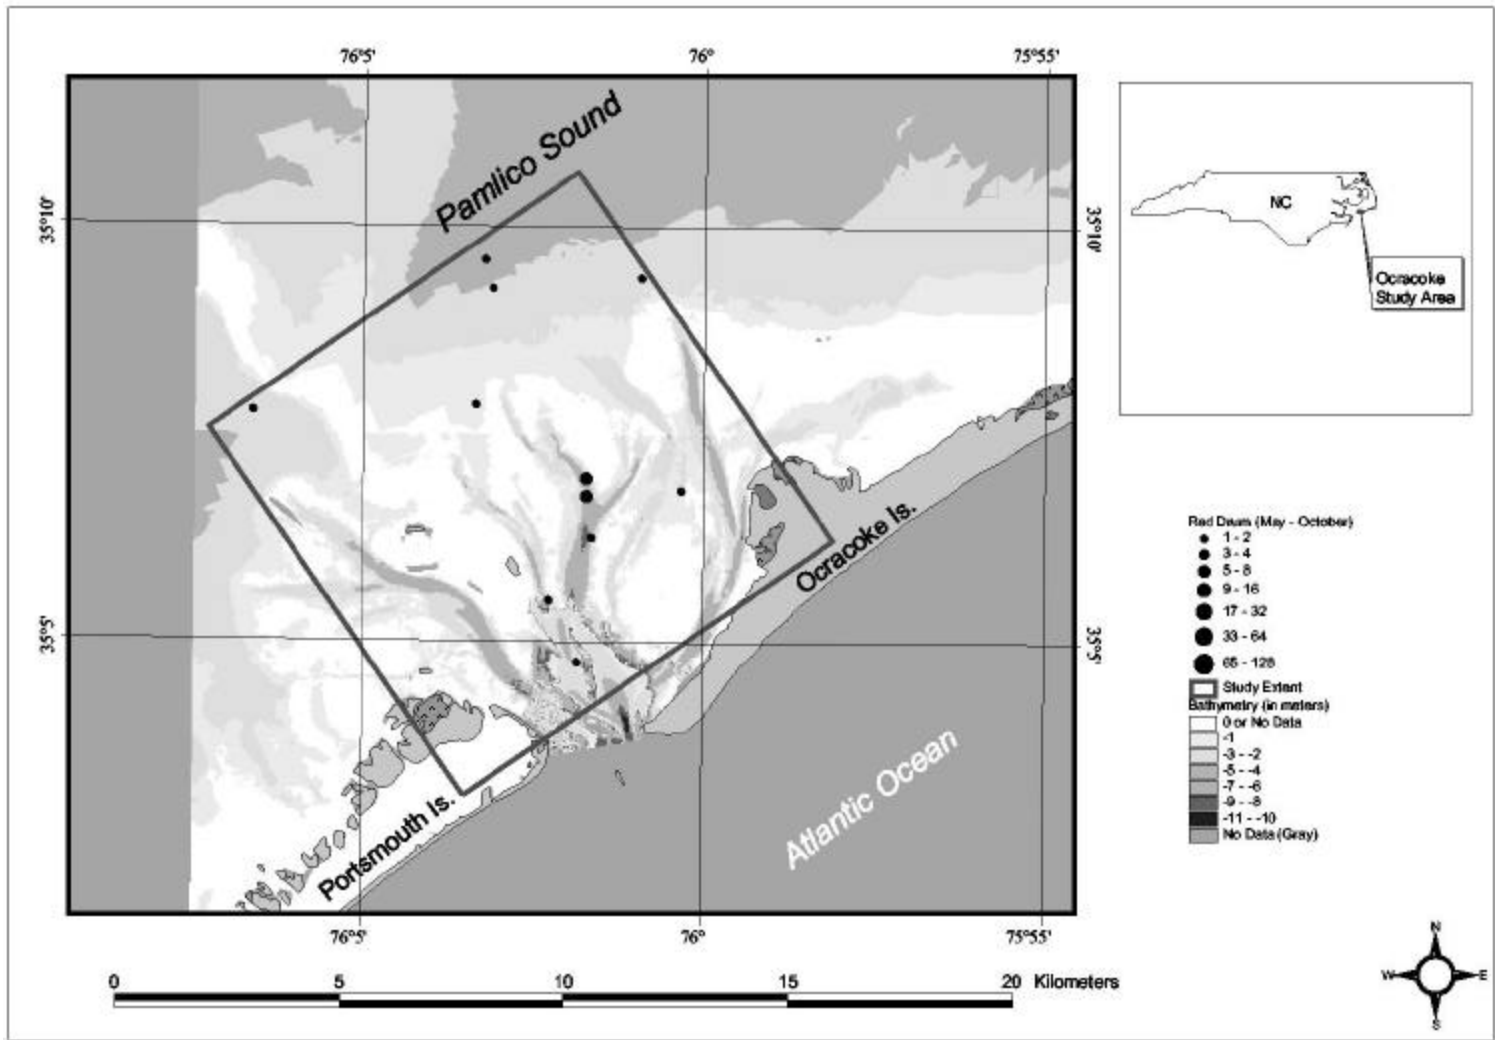 76°5'
76°
75°55'
Pamlico Sound
35°10'
35°10'
NC
Ocracoke
Study Area
Ocracoke Is.
Red Drum (May - October)
1 - 2
3 - 4
5 - 8
9 - 16
17 - 32
33 - 64
65 - 128
Study Extent
Bathymetry (in meters)
0 or No Data
-1
-3 - -2
-5 - -4
-7 - -6
-9 - -8
-11 - -10
No Data (Gray)
35°5'
35°5'
Atlantic Ocean
Portsmouth Is.
76°5'
76°
75°55'
0 5 10 15 20 Kilometers
N
W E
S